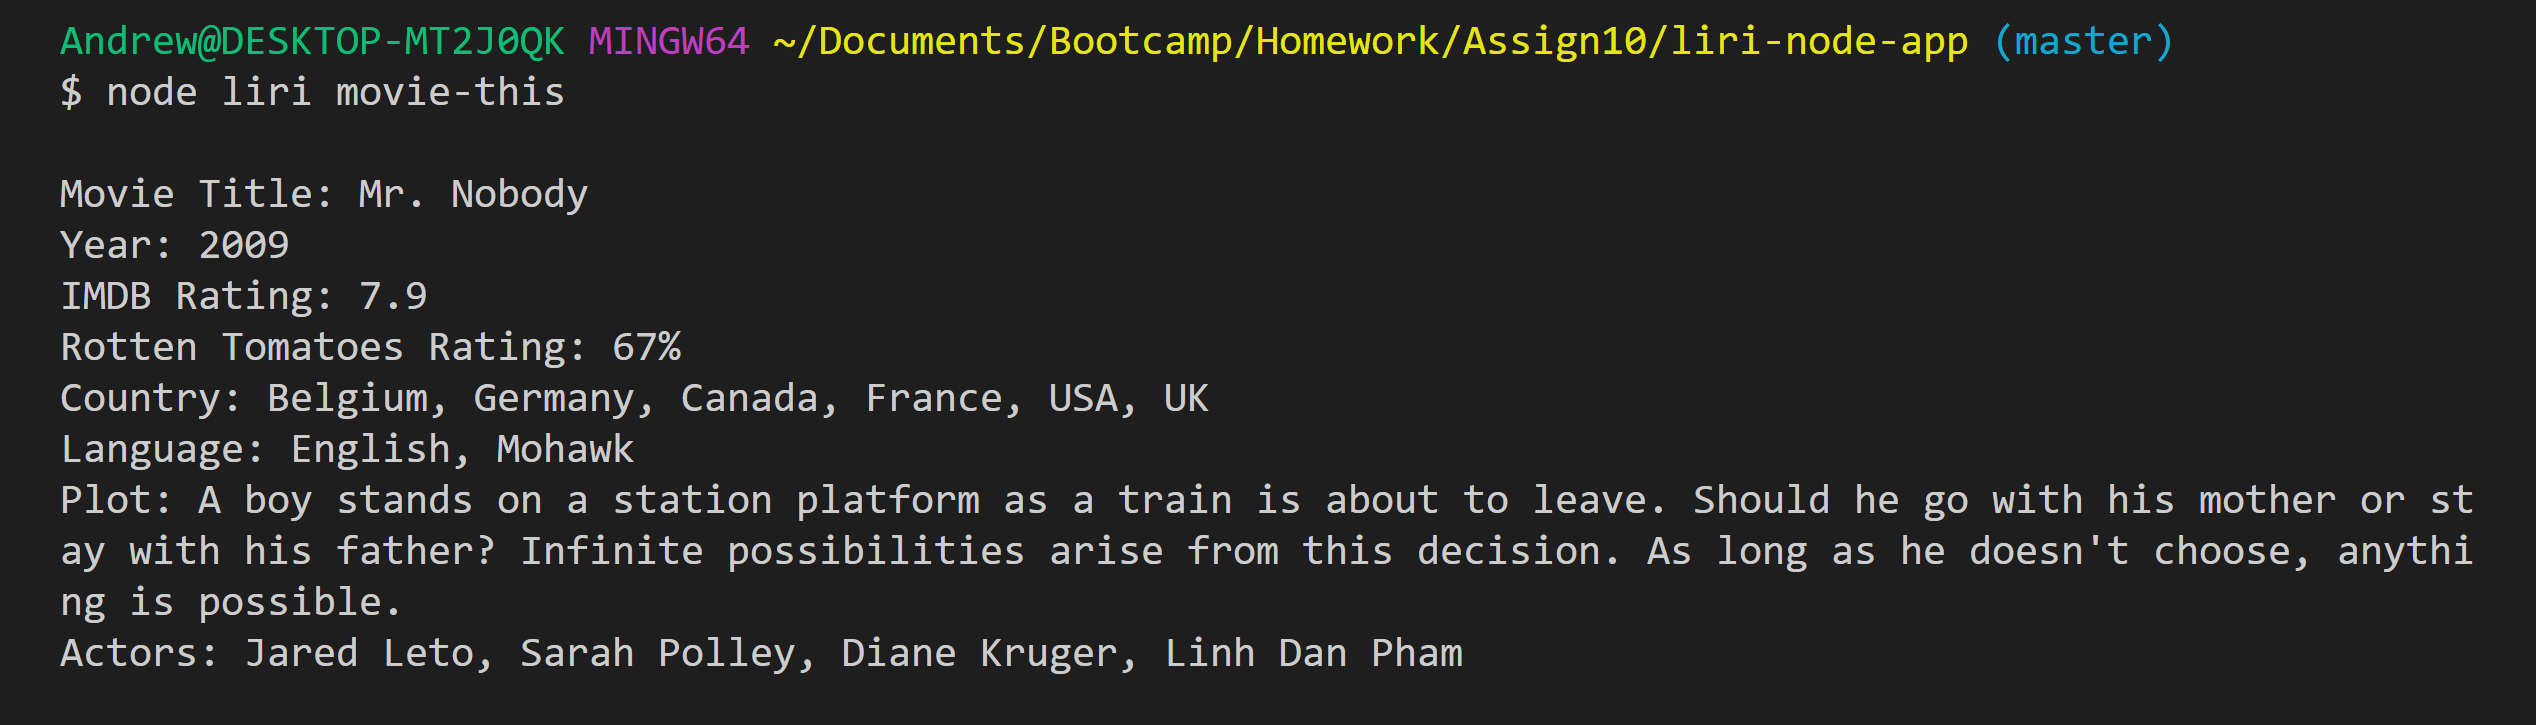 Andrew@DESKTOP-MT2J0QK MINGW64 ~/Documents/Bootcamp/Homework/Assign10/liri-node-app (master)
$ node liri movie-this
Movie Title: Mr. Nobody
Year: 2009
IMDB Rating: 7.9
Rotten Tomatoes Rating: 67%
Country: Belgium, Germany, Canada, France, USA, UK
Language: English, Mohawk
Plot: A boy stands on a station platform as a train is about to leave. Should he go with his mother or st
ay with his father? Infinite possibilities arise from this decision. As long as he doesn't choose, anythi
ng is possible.
Actors: Jared Leto, Sarah Polley, Diane Kruger, Linh Dan Pham